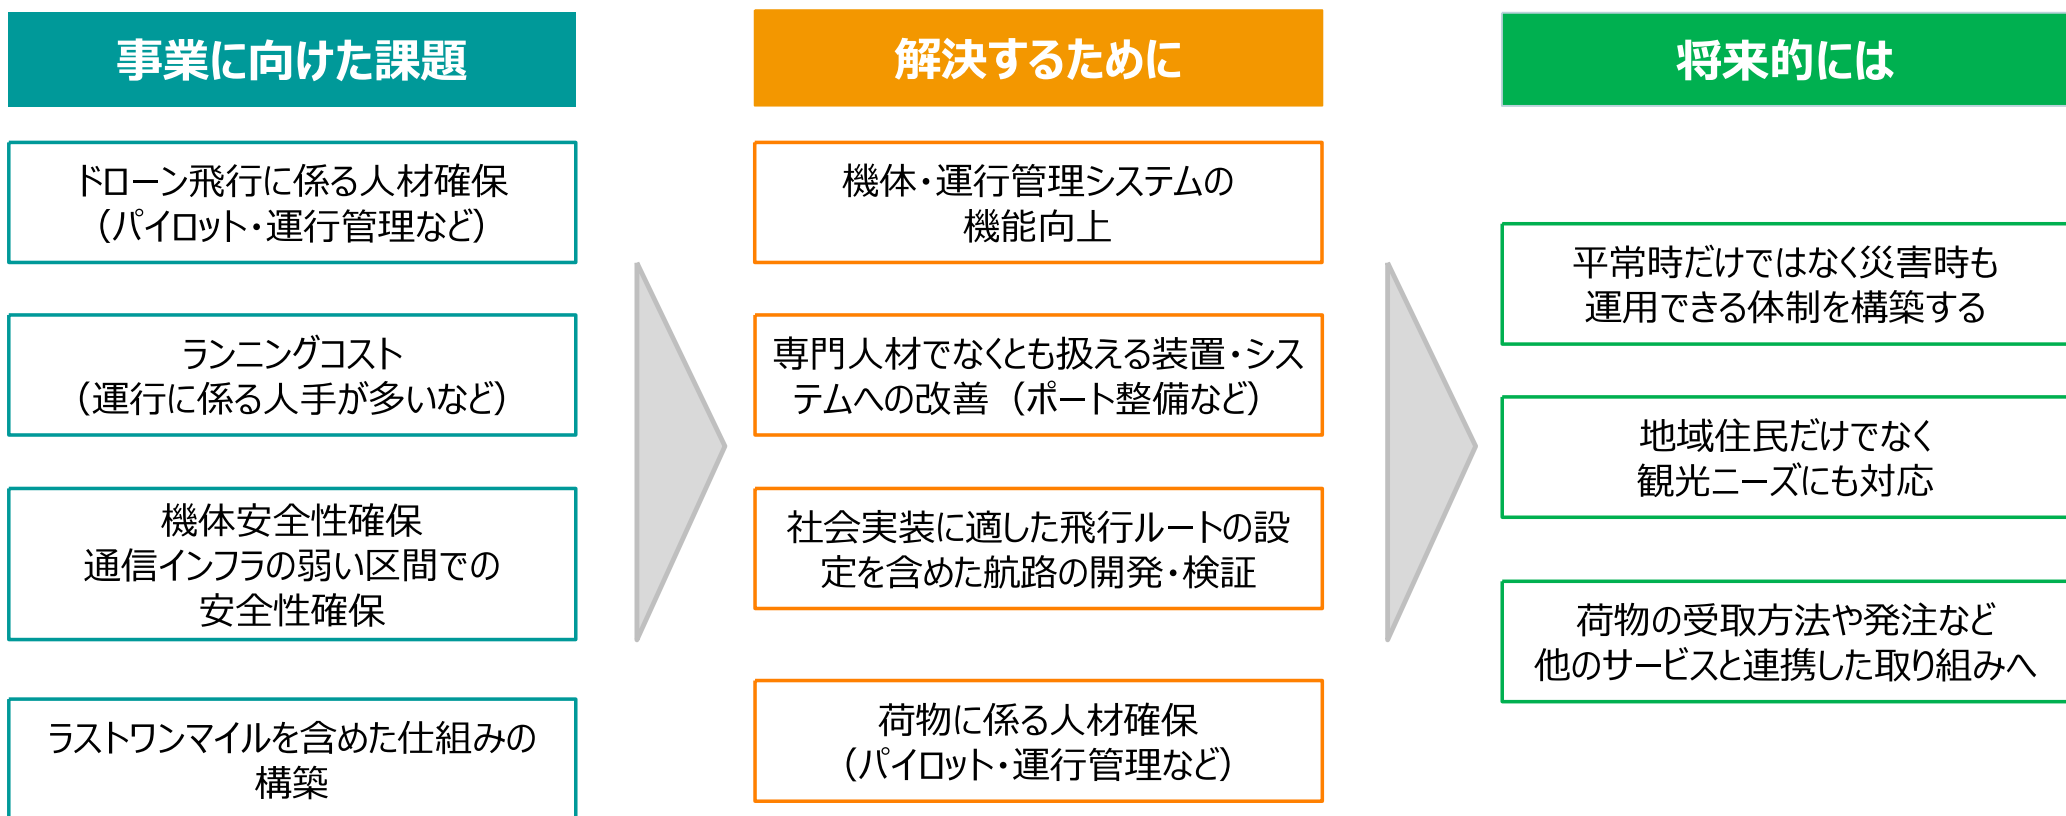 事業に向けた課題
ドローン飛行に係る人材確保
（パイロット・運行管理など）
ランニングコスト
（運行に係る人手が多いなど）
機体安全性確保
通信インフラの弱い区間での
安全性確保
ラストワンマイルを含めた仕組みの
構築
解決するために
機体・運行管理システムの
機能向上
専門人材でなくとも扱える装置・シス
テムへの改善（ポート整備など）
社会実装に適した飛行ルートの設
定を含めた航路の開発・検証
荷物に係る人材確保
（パイロット・運行管理など）
将来的には
平常時だけではなく災害時も
運用できる体制を構築する
地域住民だけでなく
観光ニーズにも対応
荷物の受取方法や発注など
他のサービスと連携した取り組みへ